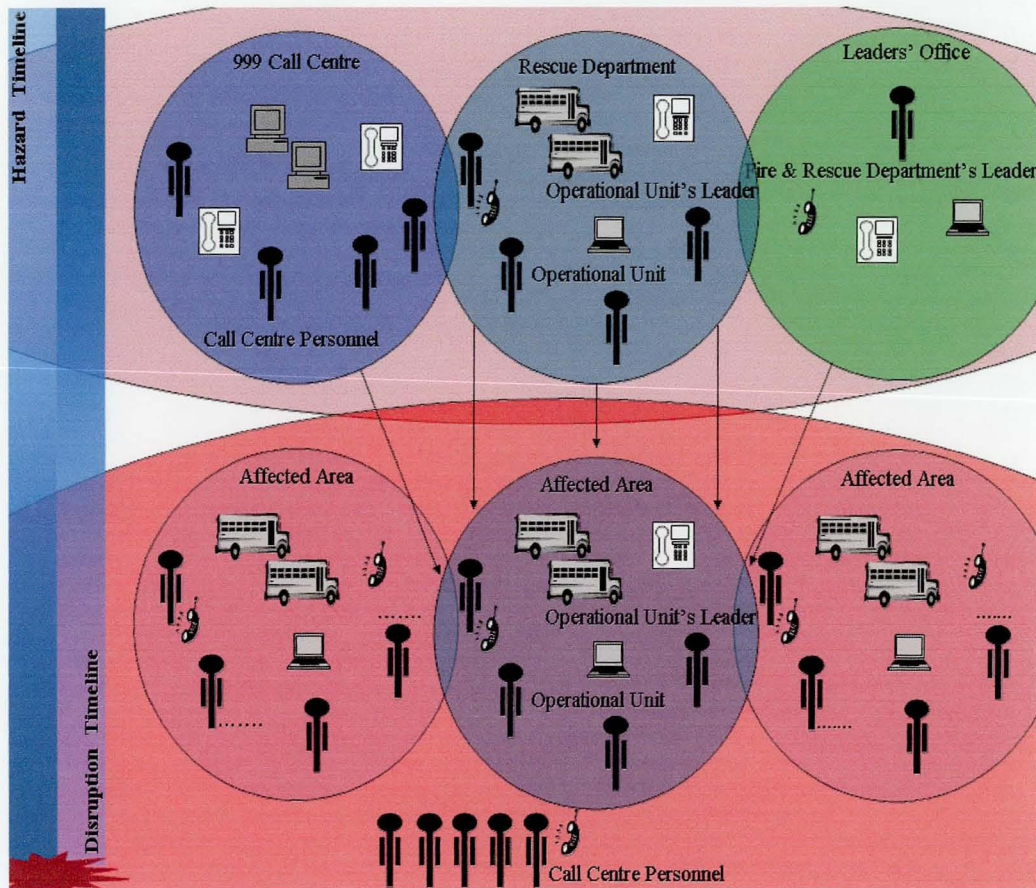 Hazard Timeline
999 Call Centre
Rescue Department
Leaders' Office
Fire & Rescue Department's Leader
Operational Unit's Leader
Operational Unit
Call Centre Personnel
Affected Area
Affected Area
Affected Area
Operational Unit's Leader
Operational Unit
Disruption Timeline
Call Centre Personnel